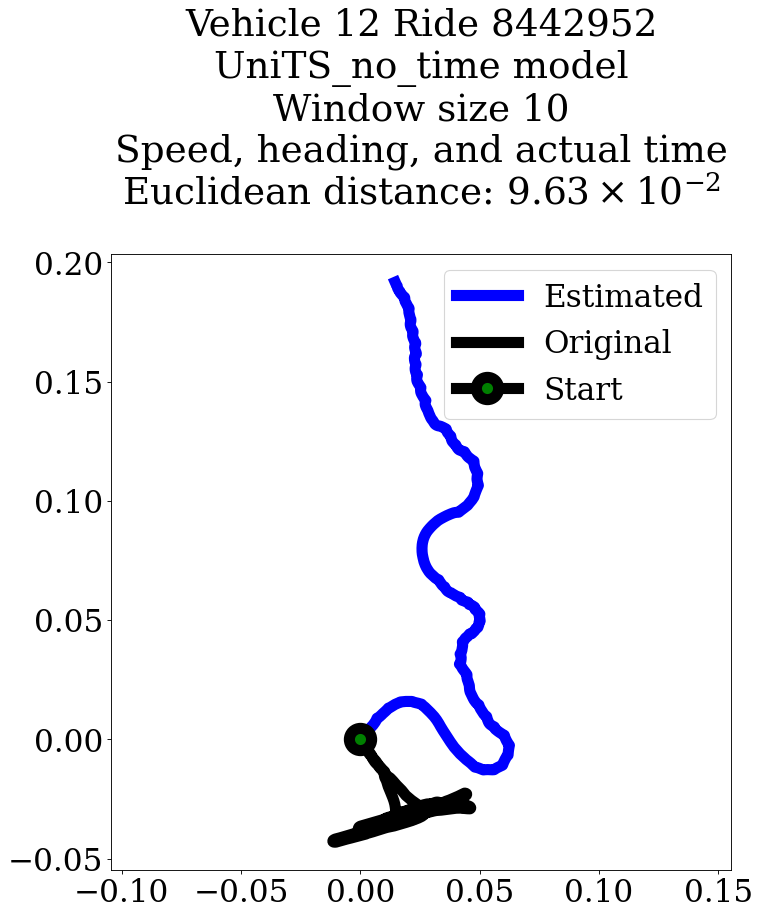 Vehicle 12 Ride 8442952
UniTS_no_time model
Window size 10
Speed, heading, and actual time
Euclidean distance: 9.63 × 10⁻²
Estimated
Original
Start
0.20
0.15
0.10
0.05
0.00
−0.05
−0.10 −0.05 0.00 0.05 0.10 0.15